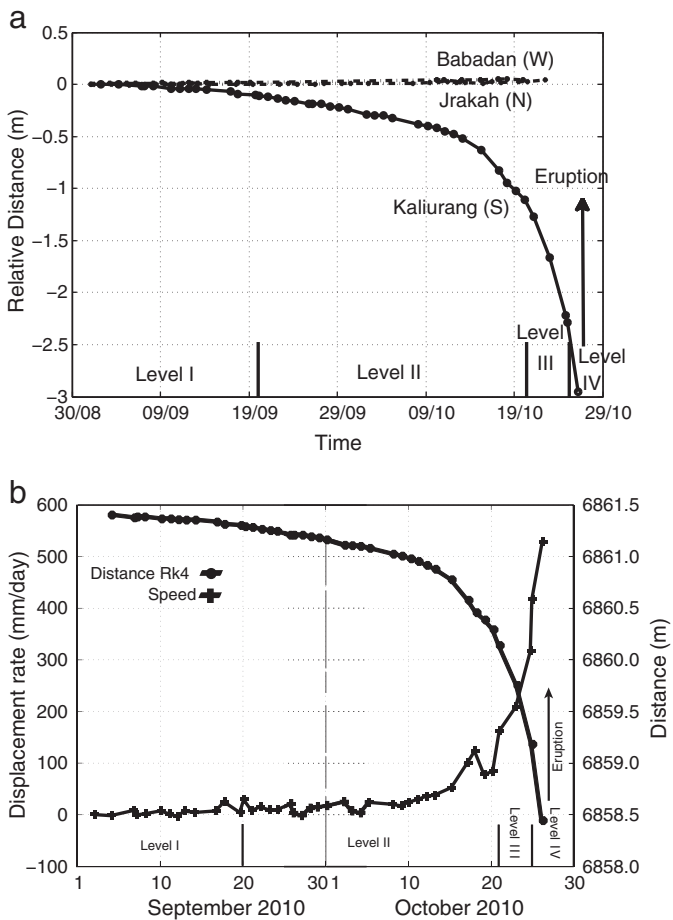 a
0.5
0
−0.5
−1
−1.5
−2
−2.5
−3
Relative Distance (m)
Babadan (W)
Jrakah (N)
Eruption
Kaliurang (S)
Level I
Level II
Level
III
Level
IV
30/08 09/09 19/09 29/09 09/10 19/10 29/10
Time
b
600
500
400
300
200
100
0
−100
Displacement rate (mm/day)
Distance Rk4
Speed
6861.5
6861.0
6860.5
6860.0
6859.5
6859.0
6858.5
6858.0
Distance (m)
Eruption
Level I
Level II
Level III
Level IV
1 10 20 30 1 10 20 30
September 2010 October 2010